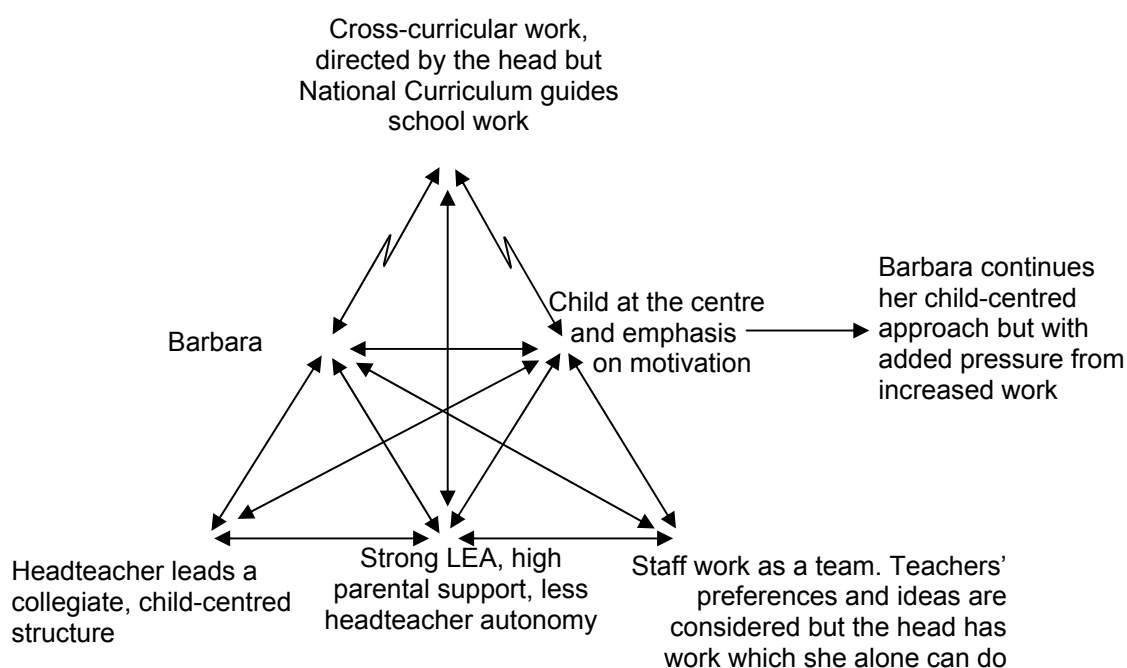 Cross-curricular work,
directed by the head but
National Curriculum guides
school work
Barbara
Child at the centre
and emphasis
on motivation
Barbara continues
her child-centred
approach but with
added pressure from
increased work
Headteacher leads a
collegiate, child-centred
structure
Strong LEA, high
parental support, less
headteacher autonomy
Staff work as a team. Teachers’
preferences and ideas are
considered but the head has
work which she alone can do